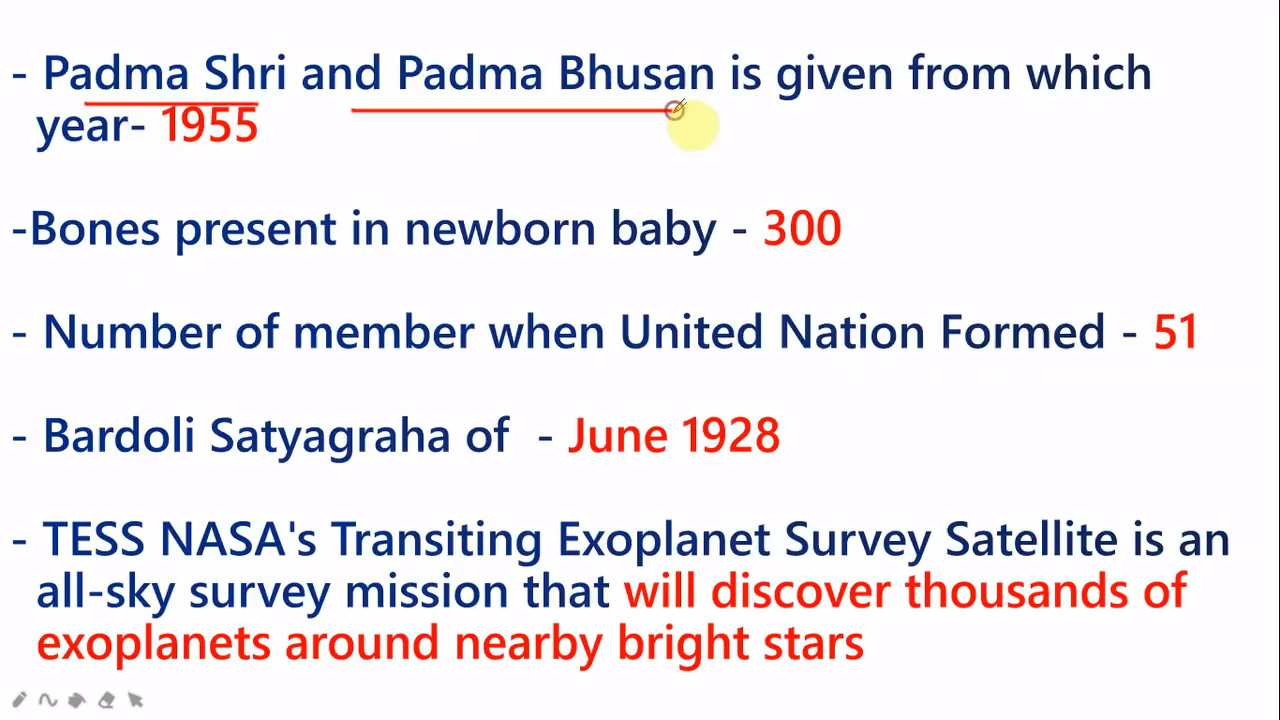 - Padma Shri and Padma Bhusan is given from which
year- 1955
-Bones present in newborn baby - 300
- Number of member when United Nation Formed - 51
- Bardoli Satyagraha of  - June 1928
- TESS NASA's Transiting Exoplanet Survey Satellite is an
all-sky survey mission that will discover thousands of
exoplanets around nearby bright stars